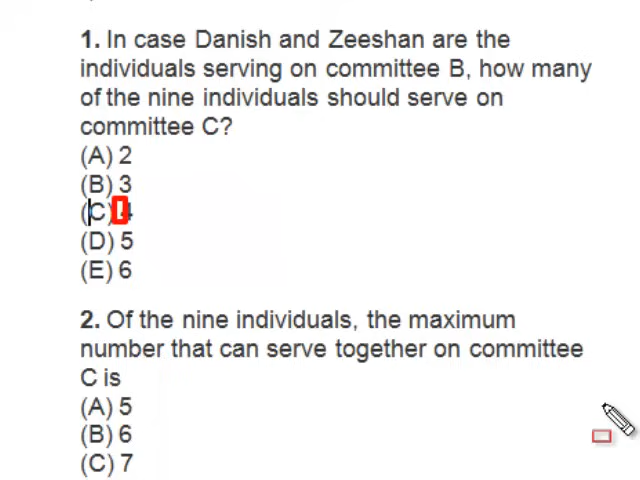 1. In case Danish and Zeeshan are the
individuals serving on committee B, how many
of the nine individuals should serve on
committee C?
(A) 2
(B) 3
(C) 4
(D) 5
(E) 6
2. Of the nine individuals, the maximum
number that can serve together on committee
C is
(A) 5
(B) 6
(C) 7